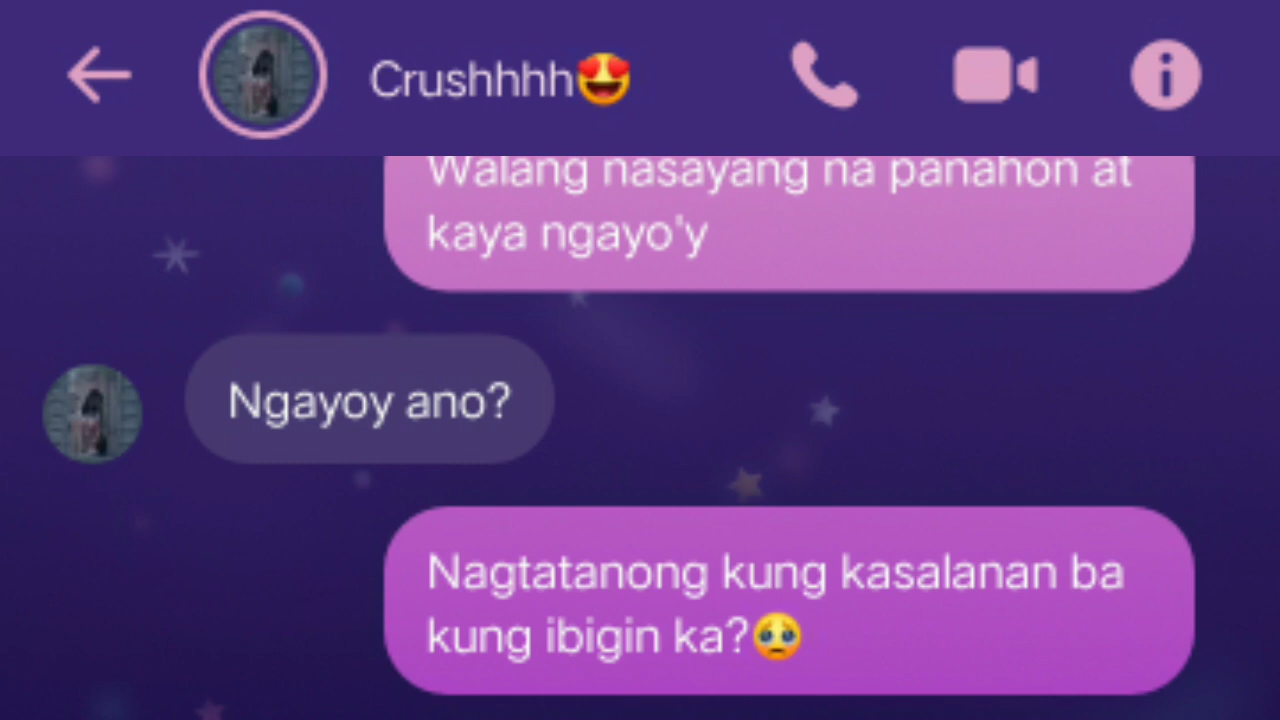 Crushhhh😍
Walang nasayang na panahon at
kaya ngayo'y
Ngayoy ano?
Nagtatanong kung kasalanan ba
kung ibigin ka?🥺